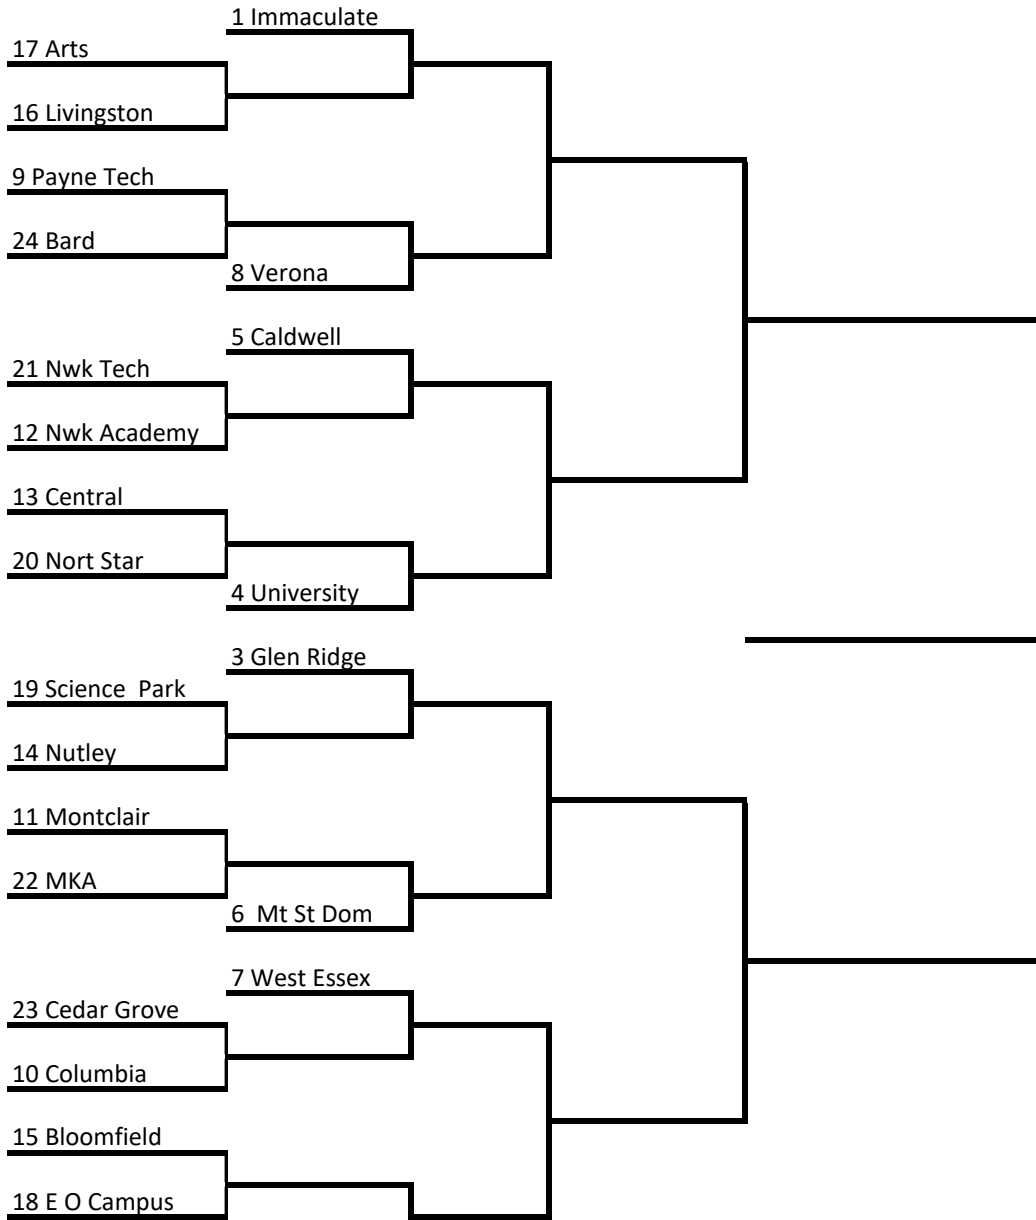 1 Immaculate
17 Arts
16 Livingston
9 Payne Tech
24 Bard
8 Verona
5 Caldwell
21 Nwk Tech
12 Nwk Academy
13 Central
20 Nort Star
4 University
3 Glen Ridge
19 Science  Park
14 Nutley
11 Montclair
22 MKA
6  Mt St Dom
7 West Essex
23 Cedar Grove
10 Columbia
15 Bloomfield
18 E O Campus